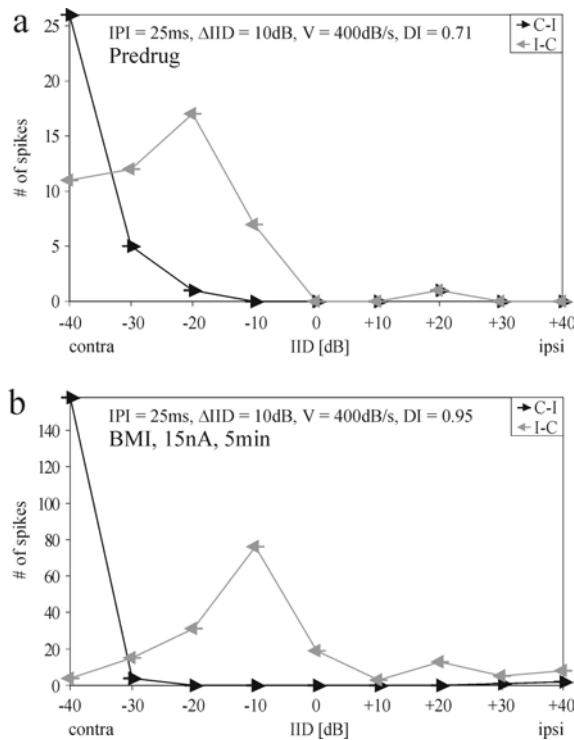 a
IPI = 25ms, ΔIID = 10dB, V = 400dB/s, DI = 0.71
Predrug
C-I
I-C
# of spikes
25
20
15
10
5
0
-40 -30 -20 -10 0 +10 +20 +30 +40
contra IID [dB] ipsi
b
IPI = 25ms, ΔIID = 10dB, V = 400dB/s, DI = 0.95
BMI, 15nA, 5min
C-I
I-C
# of spikes
140
120
100
80
60
40
20
0
-40 -30 -20 -10 0 +10 +20 +30 +40
contra IID [dB] ipsi